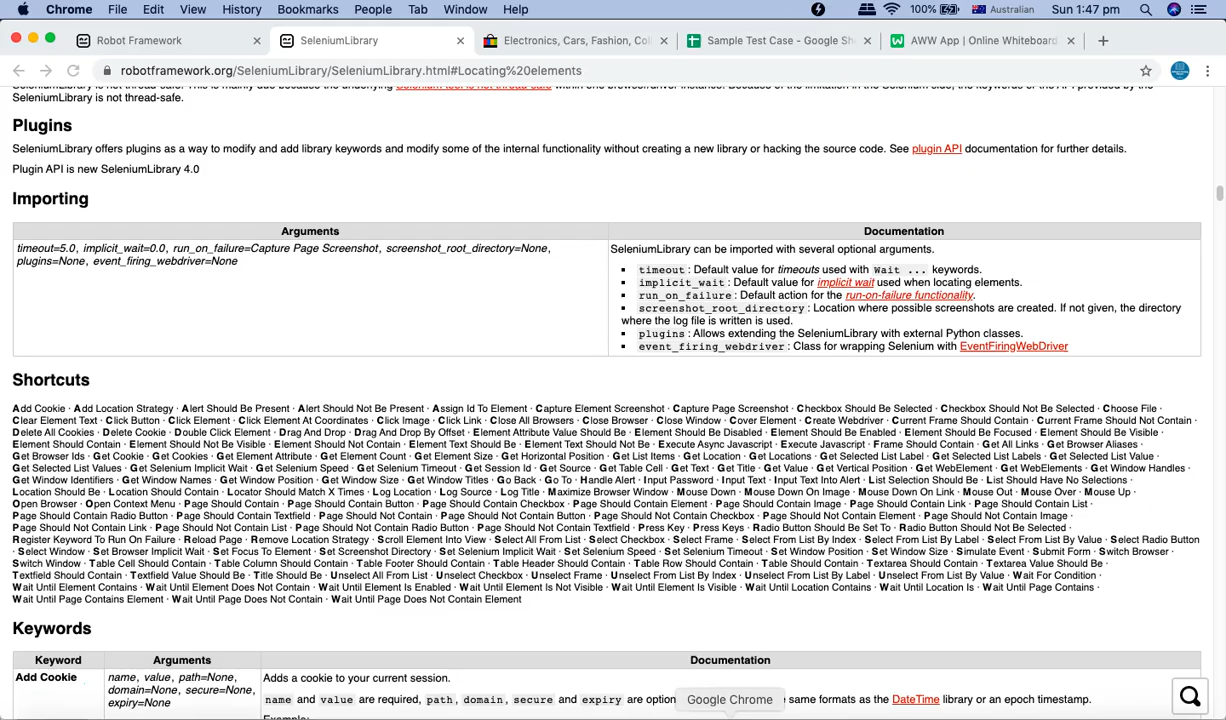 Chrome File Edit View History Bookmarks People Tab Window Help 100% Australian Sun 1:47 pm
Robot Framework SeleniumLibrary Electronics, Cars, Fashion, Co Sample Test Case - Google Sh AWW App | Online Whiteboard
robotframework.org/SeleniumLibrary/SeleniumLibrary.html#Locating%20elements
SeleniumLibrary is not thread-safe. This is mainly due because the underlying Selenium tool is not thread-safe within one browser/driver instance. Because of the limitation in the Selenium side, the keywords or the API provided by the
SeleniumLibrary is not thread-safe.
Plugins
SeleniumLibrary offers plugins as a way to modify and add library keywords and modify some of the internal functionality without creating a new library or hacking the source code. See plugin API documentation for further details.
Plugin API is new SeleniumLibrary 4.0
Importing
Arguments Documentation
timeout=5.0, implicit_wait=0.0, run_on_failure=Capture Page Screenshot, screenshot_root_directory=None,
plugins=None, event_firing_webdriver=None
SeleniumLibrary can be imported with several optional arguments.
▪ timeout: Default value for timeouts used with Wait ... keywords.
▪ implicit_wait: Default value for implicit wait used when locating elements.
▪ run_on_failure: Default action for the run-on-failure functionality.
▪ screenshot_root_directory: Location where possible screenshots are created. If not given, the directory
where the log file is written is used.
▪ plugins: Allows extending the SeleniumLibrary with external Python classes.
▪ event_firing_webdriver: Class for wrapping Selenium with EventFiringWebDriver
Shortcuts
Add Cookie · Add Location Strategy · Alert Should Be Present · Alert Should Not Be Present · Assign Id To Element · Capture Element Screenshot · Capture Page Screenshot · Checkbox Should Be Selected · Checkbox Should Not Be Selected · Choose File ·
Clear Element Text · Click Button · Click Element · Click Element At Coordinates · Click Image · Click Link · Close All Browsers · Close Browser · Close Window · Cover Element · Create Webdriver · Current Frame Should Contain · Current Frame Should Not Contain ·
Delete All Cookies · Delete Cookie · Double Click Element · Drag And Drop · Drag And Drop By Offset · Element Attribute Value Should Be · Element Should Be Disabled · Element Should Be Enabled · Element Should Be Focused · Element Should Be Visible ·
Element Should Contain · Element Should Not Be Visible · Element Should Not Contain · Element Text Should Be · Element Text Should Not Be · Execute Async Javascript · Execute Javascript · Frame Should Contain · Get All Links · Get Browser Aliases ·
Get Browser Ids · Get Cookie · Get Cookies · Get Element Attribute · Get Element Count · Get Element Size · Get Horizontal Position · Get List Items · Get Location · Get Locations · Get Selected List Label · Get Selected List Labels · Get Selected List Value ·
Get Selected List Values · Get Selenium Implicit Wait · Get Selenium Speed · Get Selenium Timeout · Get Session Id · Get Source · Get Table Cell · Get Text · Get Title · Get Value · Get Vertical Position · Get WebElement · Get WebElements · Get Window Handles ·
Get Window Identifiers · Get Window Names · Get Window Position · Get Window Size · Get Window Titles · Go Back · Go To · Handle Alert · Input Password · Input Text · Input Text Into Alert · List Selection Should Be · List Should Have No Selections ·
Location Should Be · Location Should Contain · Locator Should Match X Times · Log Location · Log Source · Log Title · Maximize Browser Window · Mouse Down · Mouse Down On Image · Mouse Down On Link · Mouse Out · Mouse Over · Mouse Up ·
Open Browser · Open Context Menu · Page Should Contain · Page Should Contain Button · Page Should Contain Checkbox · Page Should Contain Element · Page Should Contain Image · Page Should Contain Link · Page Should Contain List ·
Page Should Contain Radio Button · Page Should Contain Textfield · Page Should Not Contain · Page Should Not Contain Button · Page Should Not Contain Checkbox · Page Should Not Contain Element · Page Should Not Contain Image ·
Page Should Not Contain Link · Page Should Not Contain List · Page Should Not Contain Radio Button · Page Should Not Contain Textfield · Press Key · Press Keys · Radio Button Should Be Set To · Radio Button Should Not Be Selected ·
Register Keyword To Run On Failure · Reload Page · Remove Location Strategy · Scroll Element Into View · Select All From List · Select Checkbox · Select Frame · Select From List By Index · Select From List By Label · Select From List By Value · Select Radio Button
· Select Window · Set Browser Implicit Wait · Set Focus To Element · Set Screenshot Directory · Set Selenium Implicit Wait · Set Selenium Speed · Set Selenium Timeout · Set Window Position · Set Window Size · Simulate Event · Submit Form · Switch Browser ·
Switch Window · Table Cell Should Contain · Table Column Should Contain · Table Footer Should Contain · Table Header Should Contain · Table Row Should Contain · Table Should Contain · Textarea Should Contain · Textarea Value Should Be ·
Textfield Should Contain · Textfield Value Should Be · Title Should Be · Unselect All From List · Unselect Checkbox · Unselect Frame · Unselect From List By Index · Unselect From List By Label · Unselect From List By Value · Wait For Condition ·
Wait Until Element Contains · Wait Until Element Does Not Contain · Wait Until Element Is Enabled · Wait Until Element Is Not Visible · Wait Until Element Is Visible · Wait Until Location Contains · Wait Until Location Is · Wait Until Page Contains ·
Wait Until Page Contains Element · Wait Until Page Does Not Contain · Wait Until Page Does Not Contain Element
Keywords
Keyword Arguments Documentation
Add Cookie name, value, path=None, Adds a cookie to your current session.
domain=None, secure=None,
expiry=None
name and value are required, path, domain, secure and expiry are option Google Chrome same formats as the DateTime library or an epoch timestamp.
Example: